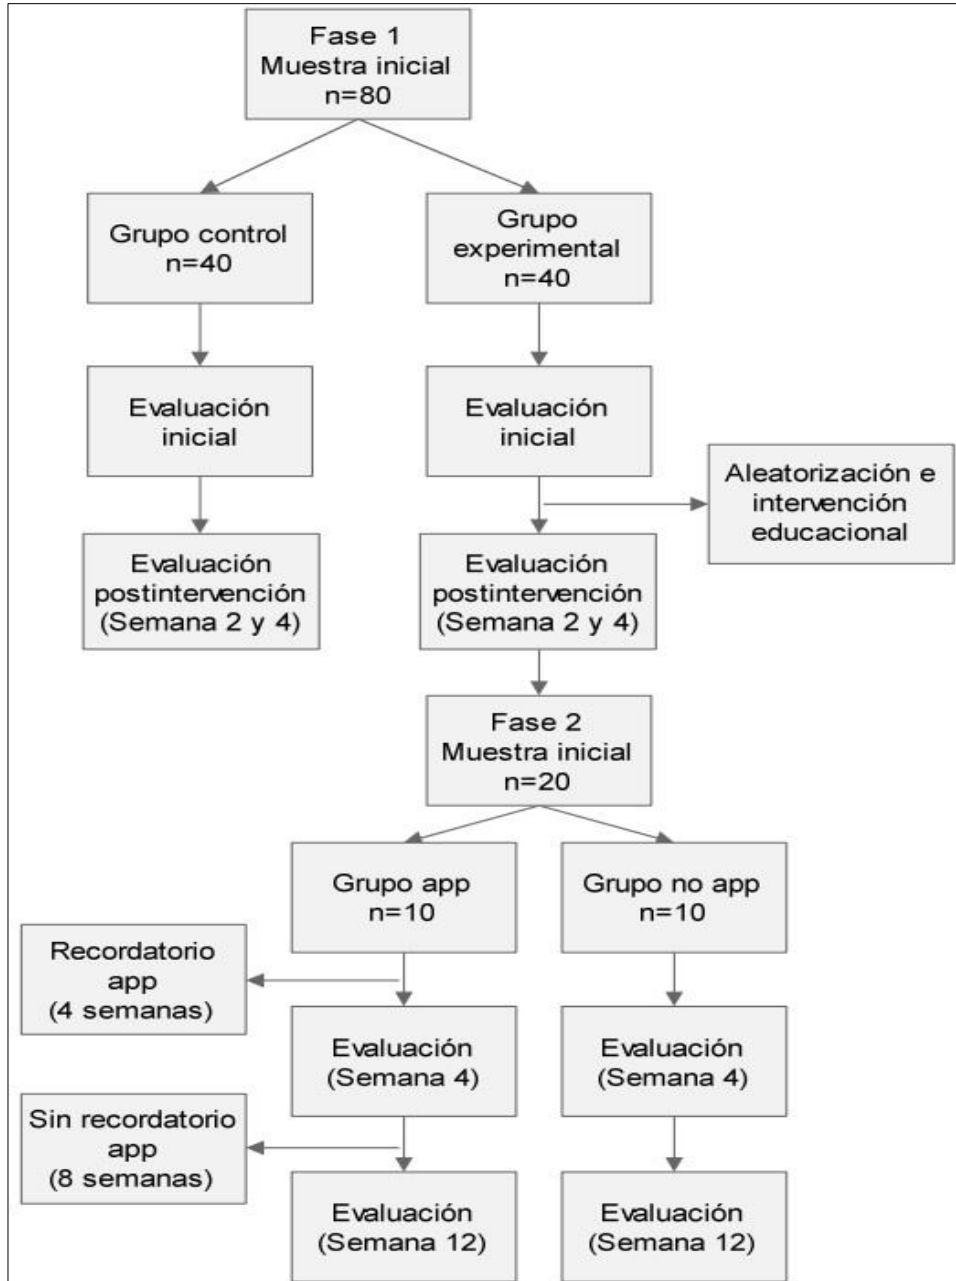 Fase 1
Muestra inicial
n=80
Grupo control
n=40
Grupo
experimental
n=40
Evaluación
inicial
Evaluación
inicial
Aleatorización e
intervención
educacional
Evaluación
postintervención
(Semana 2 y 4)
Evaluación
postintervención
(Semana 2 y 4)
Fase 2
Muestra inicial
n=20
Grupo app
n=10
Grupo no app
n=10
Recordatorio
app
(4 semanas)
Evaluación
(Semana 4)
Evaluación
(Semana 4)
Sin recordatorio
app
(8 semanas)
Evaluación
(Semana 12)
Evaluación
(Semana 12)